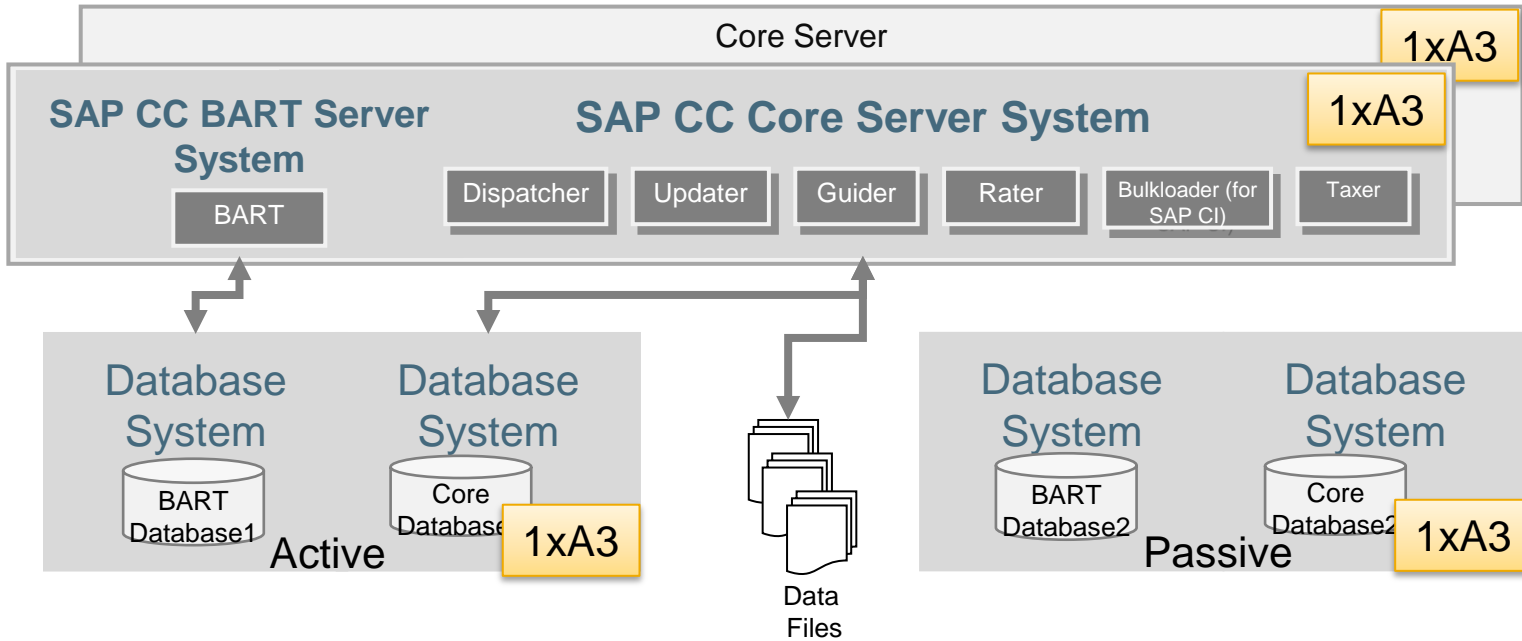 Core Server
1xA3
SAP CC BART Server
System
SAP CC Core Server System
1xA3
BART
Dispatcher
Updater
Guider
Rater
Bulkloader (for
SAP CI)
Taxer
Database
System
Database
System
BART
Database1
Core
Database
Active
1xA3
Data
Files
Database
System
Database
System
BART
Database2
Core
Database2
Passive
1xA3